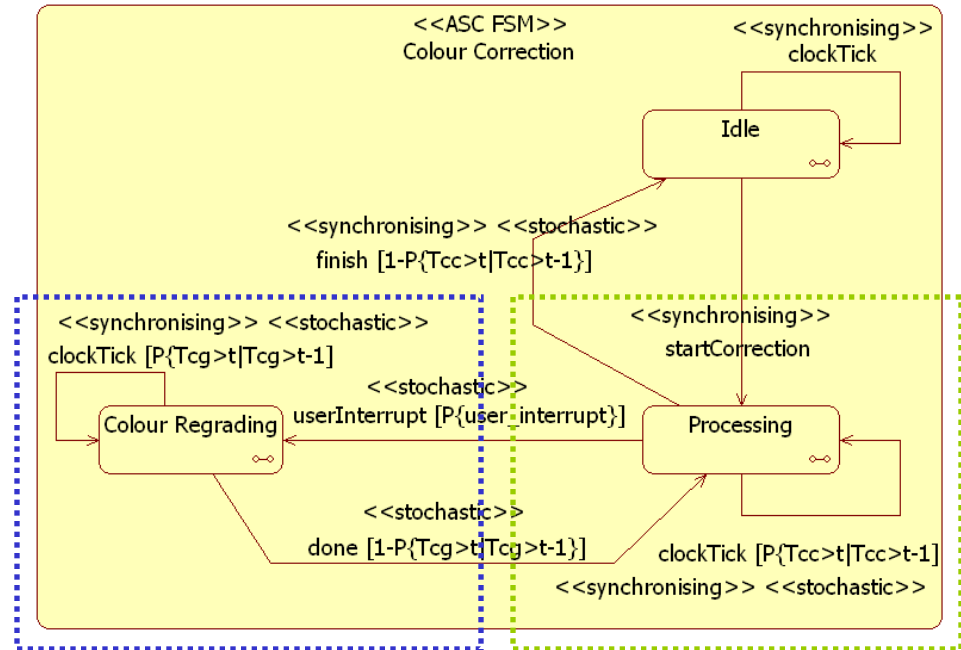 <<ASC FSM>>
Colour Correction
<<synchronising>>
clockTick
Idle
<<synchronising>> <<stochastic>>
finish [1-P{Tcc>t|Tcc>t-1}]
<<synchronising>> <<stochastic>>
clockTick [P{Tcg>t|Tcg>t-1]
<<synchronising>>
startCorrection
<<stochastic>>
userInterrupt [P{user_interrupt}]
Colour Regrading
Processing
<<stochastic>>
done [1-P{Tcg>t|Tcg>t-1}]
clockTick [P{Tcc>t|Tcc>t-1]
<<synchronising>> <<stochastic>>